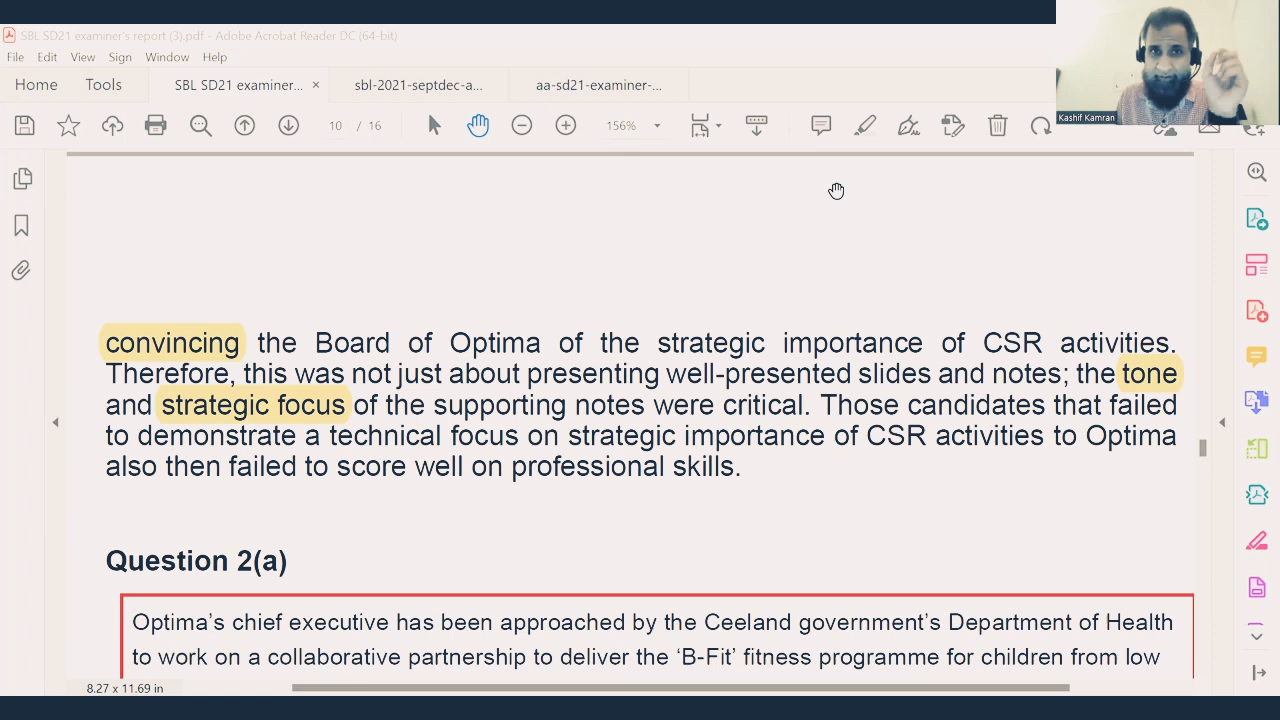 SBL SD21 examiner's report (3).pdf - Adobe Acrobat Reader DC (64-bit)
File Edit View Sign Window Help
Home Tools SBL SD21 examiner... × sbl-2021-septdec-a... aa-sd21-examiner-...
10 / 16 156%
Kashif Kamran
convincing the Board of Optima of the strategic importance of CSR activities.
Therefore, this was not just about presenting well-presented slides and notes; the tone
and strategic focus of the supporting notes were critical. Those candidates that failed
to demonstrate a technical focus on strategic importance of CSR activities to Optima
also then failed to score well on professional skills.
Question 2(a)
Optima's chief executive has been approached by the Ceeland government's Department of Health
to work on a collaborative partnership to deliver the 'B-Fit' fitness programme for children from low
8.27 x 11.69 in